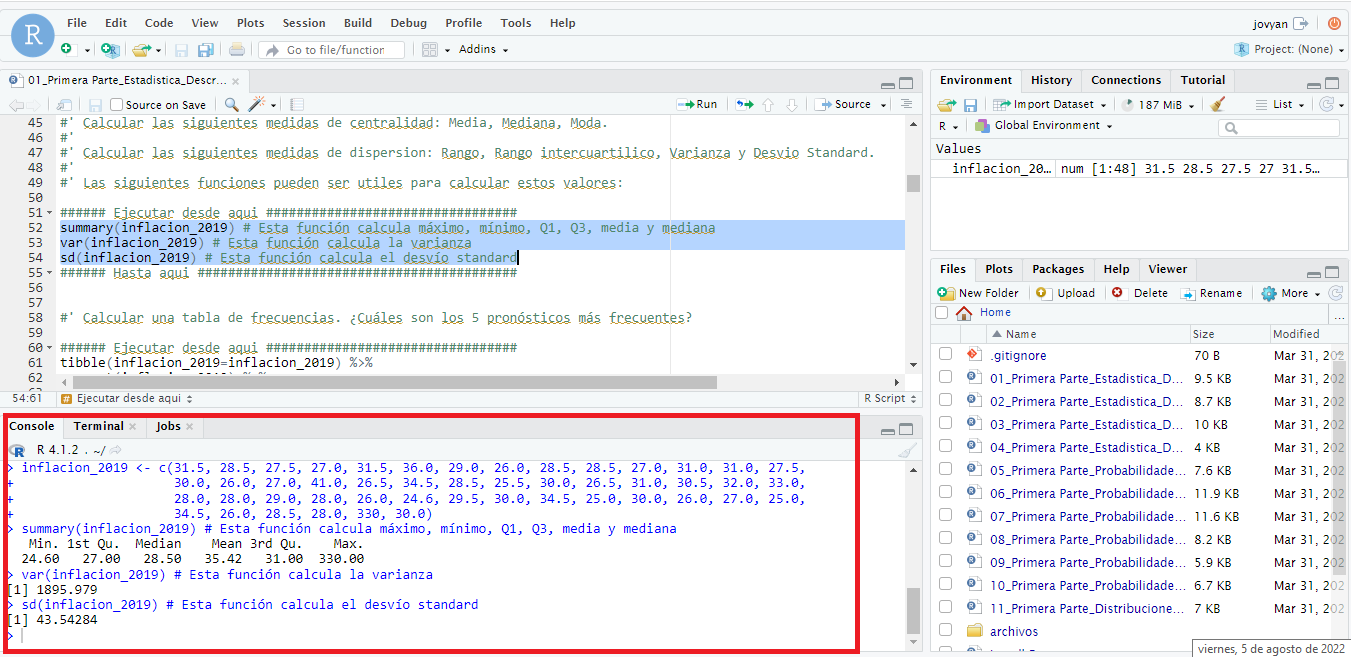 File Edit Code View Plots Session Build Debug Profile Tools Help
jovyan
R
Go to file/function
Addins
Project: (None)
01_Primera Parte_Estadistica_Descr...
Source on Save
Run
Source
45 #' Calcular las siguientes medidas de centralidad: Media, Mediana, Moda.
46 #'
47 #' Calcular las siguientes medidas de dispersion: Rango, Rango intercuartilico, Varianza y Desvio Standard.
48 #'
49 #' Las siguientes funciones pueden ser utiles para calcular estos valores:
50
51 ###### Ejecutar desde aqui #################################
52 summary(inflacion_2019) # Esta función calcula máximo, mínimo, Q1, Q3, media y mediana
53 var(inflacion_2019) # Esta función calcula la varianza
54 sd(inflacion_2019) # Esta función calcula el desvío standard
55 ###### Hasta aqui ##########################################
56
57
58 #' Calcular una tabla de frecuencias. ¿Cuáles son los 5 pronósticos más frecuentes?
59
60 ###### Ejecutar desde aqui #################################
61 tibble(inflacion_2019=inflacion_2019) %>%
62
54:61 # Ejecutar desde aqui
R Script
Console Terminal Jobs
R 4.1.2 . ~/
> inflacion_2019 <- c(31.5, 28.5, 27.5, 27.0, 31.5, 36.0, 29.0, 26.0, 28.5, 28.5, 27.0, 31.0, 31.0, 27.5,
+ 30.0, 26.0, 27.0, 41.0, 26.5, 34.5, 28.5, 25.5, 30.0, 26.5, 31.0, 30.5, 32.0, 33.0,
+ 28.0, 28.0, 29.0, 28.0, 26.0, 24.6, 29.5, 30.0, 34.5, 25.0, 30.0, 26.0, 27.0, 25.0,
+ 34.5, 26.0, 28.5, 28.0, 330, 30.0)
> summary(inflacion_2019) # Esta función calcula máximo, mínimo, Q1, Q3, media y mediana
Min. 1st Qu. Median Mean 3rd Qu. Max.
24.60 27.00 28.50 35.42 31.00 330.00
> var(inflacion_2019) # Esta función calcula la varianza
[1] 1895.979
> sd(inflacion_2019) # Esta función calcula el desvío standard
[1] 43.54284
>
Environment History Connections Tutorial
Import Dataset 187 MiB List
R Global Environment
Values
inflacion_20... num [1:48] 31.5 28.5 27.5 27 31.5...
Files Plots Packages Help Viewer
New Folder Upload Delete Rename More
Home ...
Name Size Modified
.gitignore 70 B Mar 31, 202
01_Primera Parte_Estadistica_D... 9.5 KB Mar 31, 202
02_Primera Parte_Estadistica_D... 8.7 KB Mar 31, 202
03_Primera Parte_Estadistica_D... 10 KB Mar 31, 202
04_Primera Parte_Estadistica_D... 4 KB Mar 31, 202
05_Primera Parte_Probabilidade... 7.6 KB Mar 31, 202
06_Primera Parte_Probabilidade... 11.9 KB Mar 31, 202
07_Primera Parte_Probabilidade... 11.6 KB Mar 31, 202
08_Primera Parte_Probabilidade... 8.2 KB Mar 31, 202
09_Primera Parte_Probabilidade... 5.9 KB Mar 31, 202
10_Primera Parte_Probabilidade... 6.7 KB Mar 31, 202
11_Primera Parte_Distribucione... 7 KB Mar 31, 202
archivos
viernes, 5 de agosto de 2022